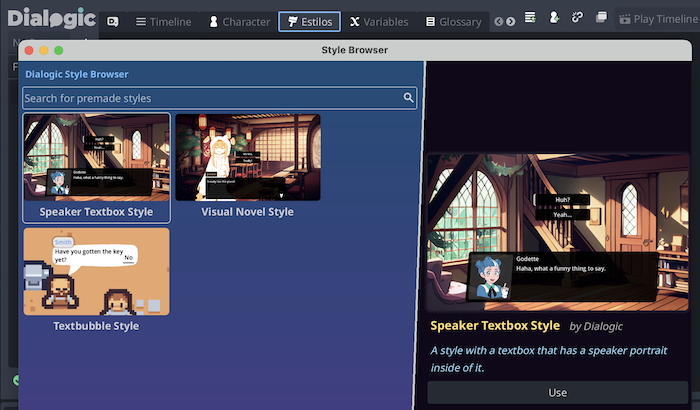 Dialogic
Timeline
Character
Estilos
Variables
Glossary
Play Timeline
Style Browser
Dialogic Style Browser
Search for premade styles
Huh?
Yeah...
Godette
Haha, what a funny thing to say.
Speaker Textbox Style
Visual Novel Style
Smith
Have you gotten the key
yet?
No
Textbubble Style
Huh?
Yeah...
Godette
Haha, what a funny thing to say.
Speaker Textbox Style
by Dialogic
A style with a textbox that has a speaker portrait
inside of it.
Use